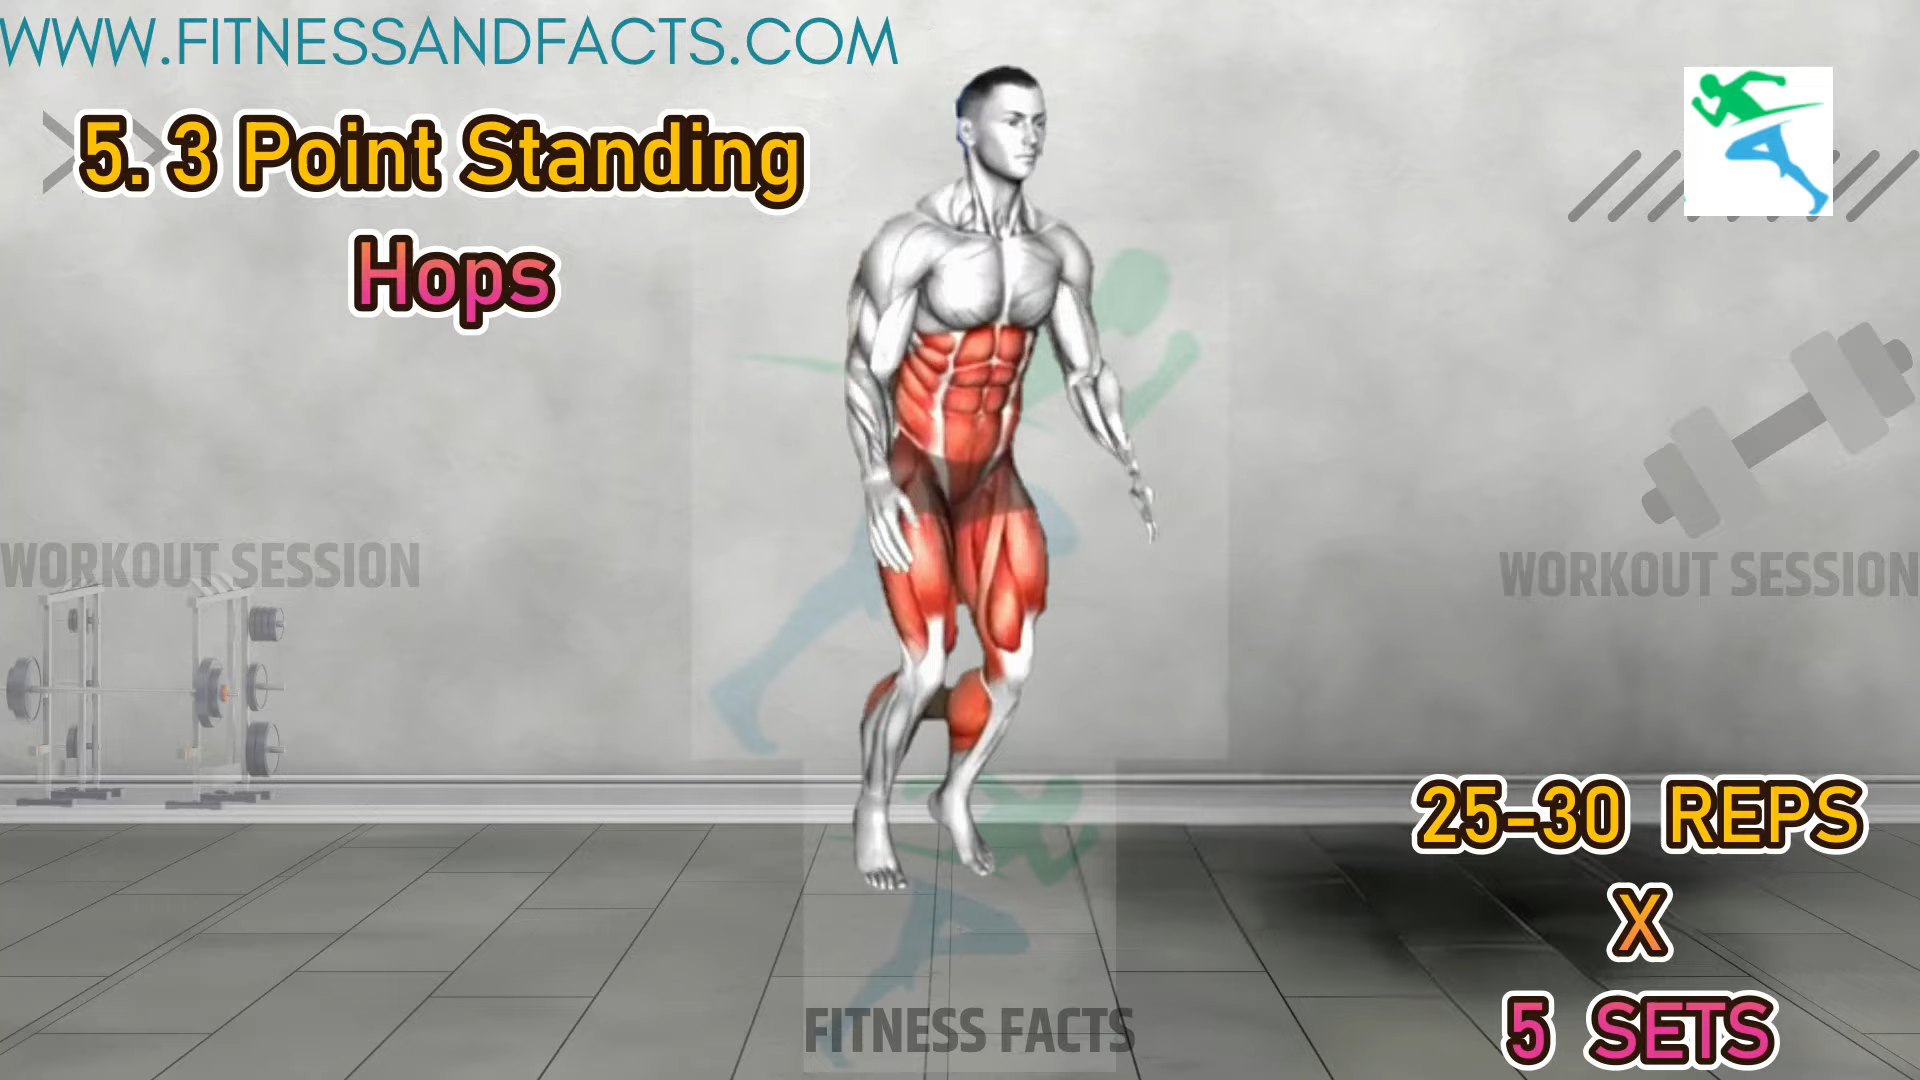 WWW.FITNESSANDFACTS.COM
5. 3 Point Standing
Hops
WORKOUT SESSION
WORKOUT SESSION
25-30 REPS
X
5 SETS
FITNESS FACTS